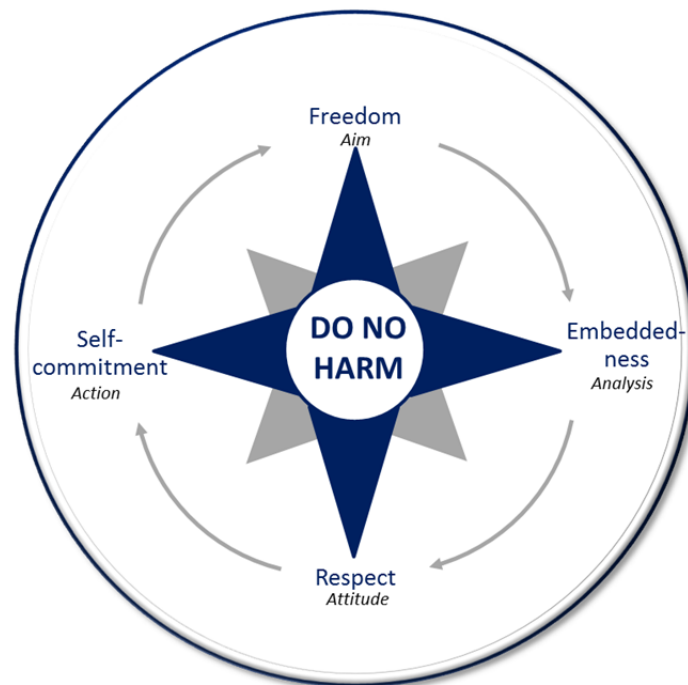 Freedom
Aim
DO NO
HARM
Self-
commitment
Action
Embedded-
ness
Analysis
Respect
Attitude